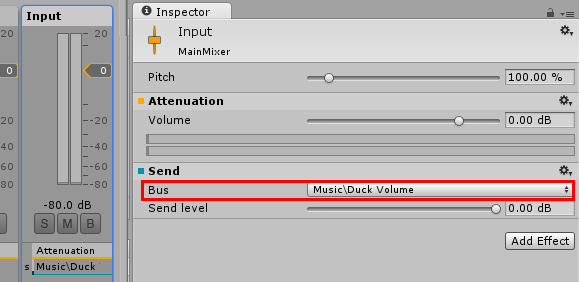 Input
20
20
0
0
-20
-20
-40
-40
-60
-60
-80
-80
-80.0 dB
S M B
Attenuation
s Music\Duck
Inspector
Input
MainMixer
Pitch 100.00 %
Attenuation
Volume 0.00 dB
Send
Bus Music\Duck Volume
Send level 0.00 dB
Add Effect